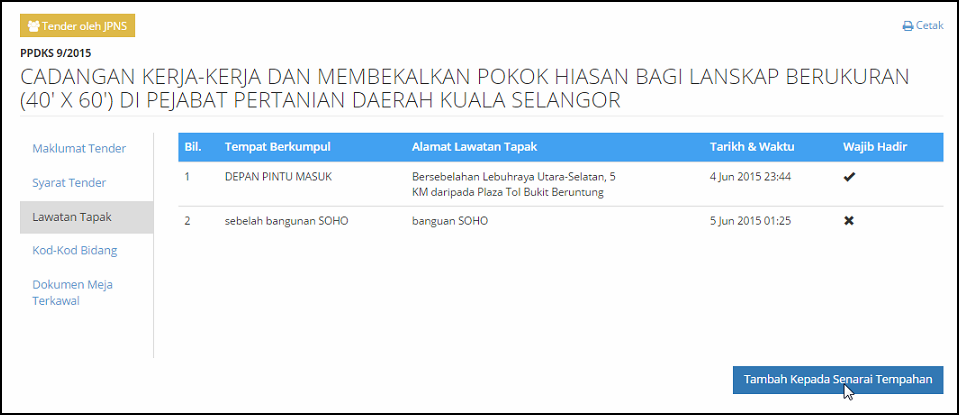 Tender oleh JPNS
Cetak
PPDKS 9/2015
CADANGAN KERJA-KERJA DAN MEMBEKALKAN POKOK HIASAN BAGI LANSKAP BERUKURAN
(40' X 60') DI PEJABAT PERTANIAN DAERAH KUALA SELANGOR
Maklumat Tender
Syarat Tender
Lawatan Tapak
Kod-Kod Bidang
Dokumen Meja
Terkawal
Bil. Tempat Berkumpul Alamat Lawatan Tapak Tarikh & Waktu Wajib Hadir
1 DEPAN PINTU MASUK Bersebelahan Lebuhraya Utara-Selatan, 5 4 Jun 2015 23:44 ✔
KM daripada Plaza Tol Bukit Beruntung
2 sebelah bangunan SOHO banguan SOHO 5 Jun 2015 01:25 ✖
Tambah Kepada Senarai Tempahan